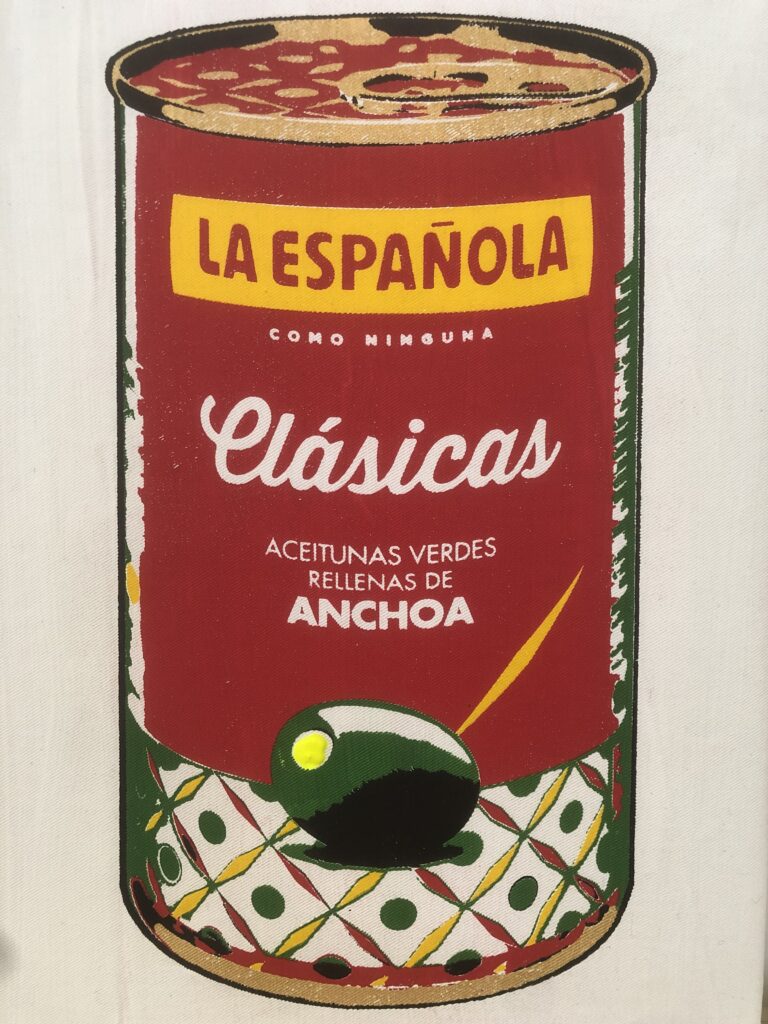 LA ESPAÑOLA
COMO NINGUNA
Clásicas
ACEITUNAS VERDES
RELLENAS DE
ANCHOA